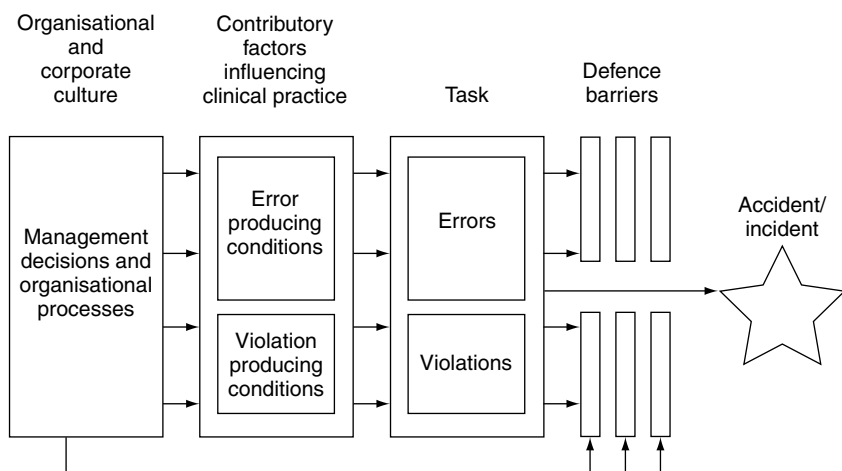 Organisational
and
corporate
culture
Contributory
factors
influencing
clinical practice
Task
Defence
barriers
Management
decisions and
organisational
processes
Error
producing
conditions
Violation
producing
conditions
Errors
Violations
Accident/
incident